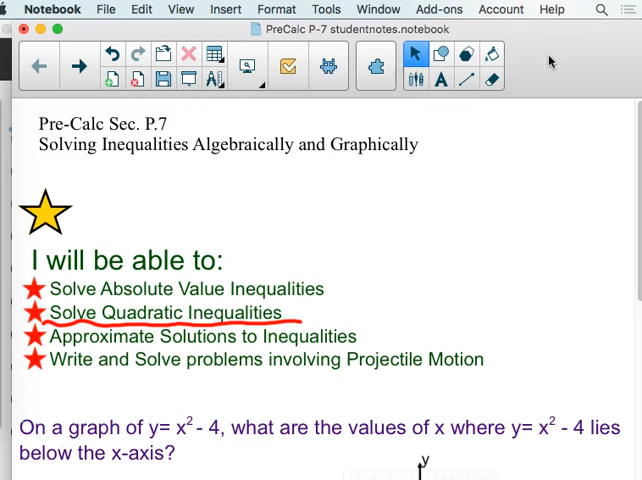 Notebook File Edit View Insert Format Tools Window Add-ons Account Help
PreCalc P-7 studentnotes.notebook
Pre-Calc Sec. P.7
Solving Inequalities Algebraically and Graphically
I will be able to:
Solve Absolute Value Inequalities
Solve Quadratic Inequalities
Approximate Solutions to Inequalities
Write and Solve problems involving Projectile Motion
On a graph of y= x² - 4, what are the values of x where y= x² - 4 lies
below the x-axis?
y